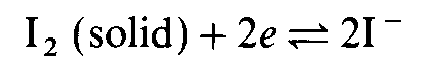 I₂ (solid) + 2e ⇌ 2I⁻